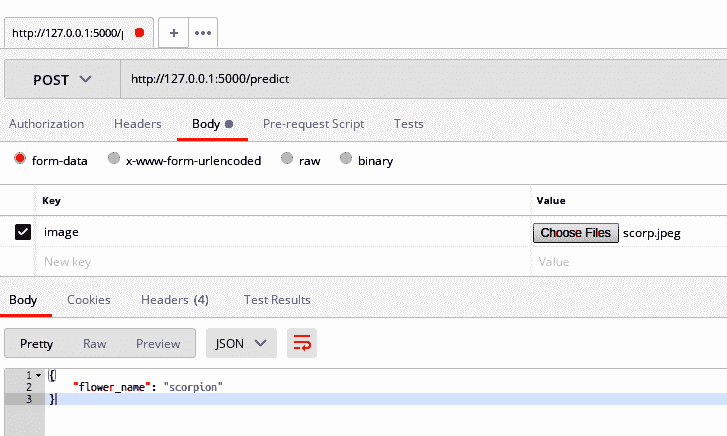 http://127.0.0.1:5000/p
+ •••
POST http://127.0.0.1:5000/predict
Authorization Headers Body Pre-request Script Tests
form-data x-www-form-urlencoded raw binary
Key Value
image Choose Files scorp.jpeg
New key Value
Body Cookies Headers (4) Test Results
Pretty Raw Preview JSON
1 {
2 "flower_name": "scorpion"
3 }